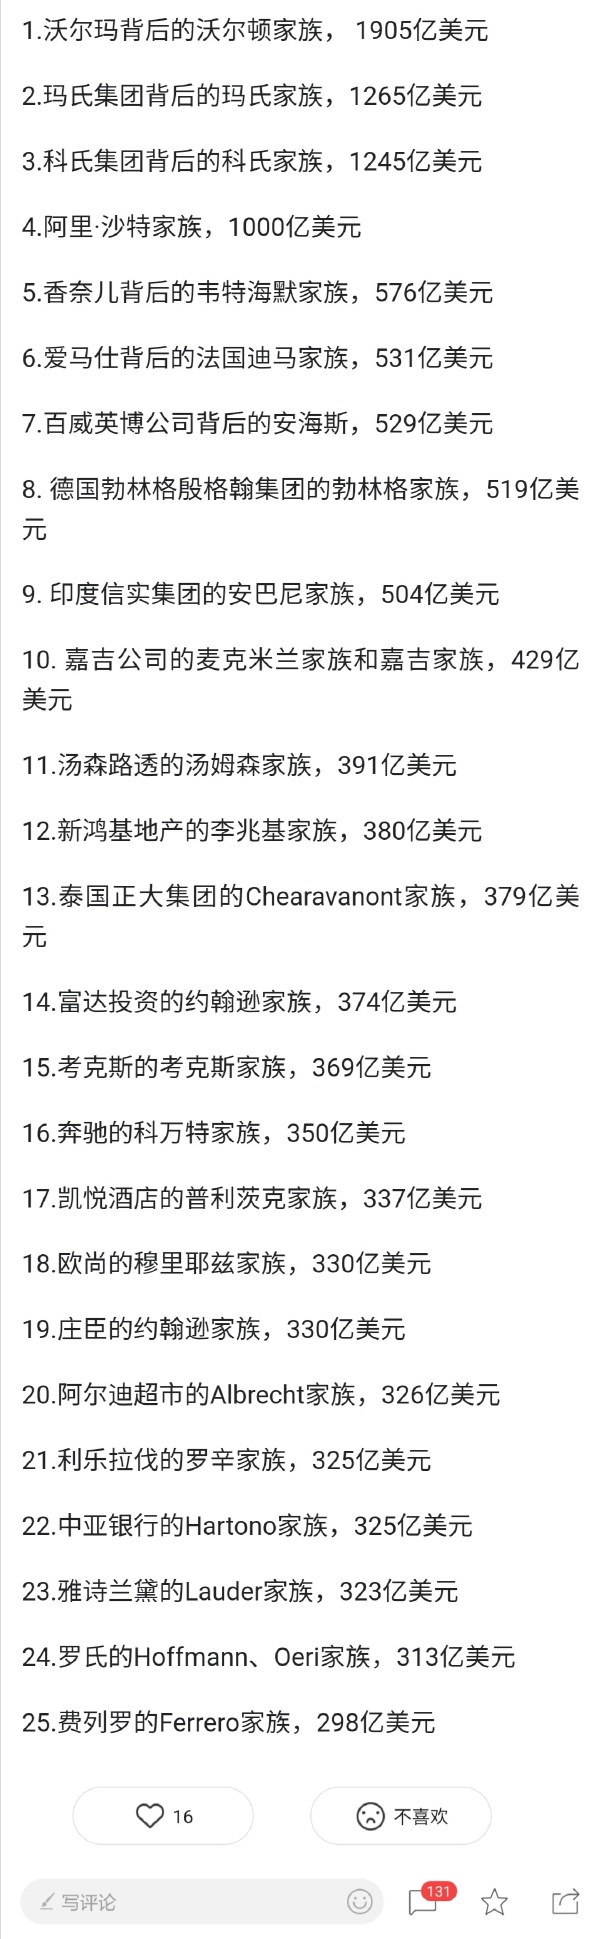 1.沃尔玛背后的沃尔顿家族， 1905亿美元
2.玛氏集团背后的玛氏家族，1265亿美元
3.科氏集团背后的科氏家族，1245亿美元
4.阿里·沙特家族，1000亿美元
5.香奈儿背后的韦特海默家族，576亿美元
6.爱马仕背后的法国迪马家族，531亿美元
7.百威英博公司背后的安海斯，529亿美元
8. 德国勃林格殷格翰集团的勃林格家族，519亿美
元
9. 印度信实集团的安巴尼家族，504亿美元
10. 嘉吉公司的麦克米兰家族和嘉吉家族，429亿
美元
11.汤森路透的汤姆森家族，391亿美元
12.新鸿基地产的李兆基家族，380亿美元
13.泰国正大集团的Chearavanont家族，379亿美
元
14.富达投资的约翰逊家族，374亿美元
15.考克斯的考克斯家族，369亿美元
16.奔驰的科万特家族，350亿美元
17.凯悦酒店的普利茨克家族，337亿美元
18.欧尚的穆里耶兹家族，330亿美元
19.庄臣的约翰逊家族，330亿美元
20.阿尔迪超市的Albrecht家族，326亿美元
21.利乐拉伐的罗辛家族，325亿美元
22.中亚银行的Hartono家族，325亿美元
23.雅诗兰黛的Lauder家族，323亿美元
24.罗氏的Hoffmann、Oeri家族，313亿美元
25.费列罗的Ferrero家族，298亿美元
16 不喜欢
写评论 131